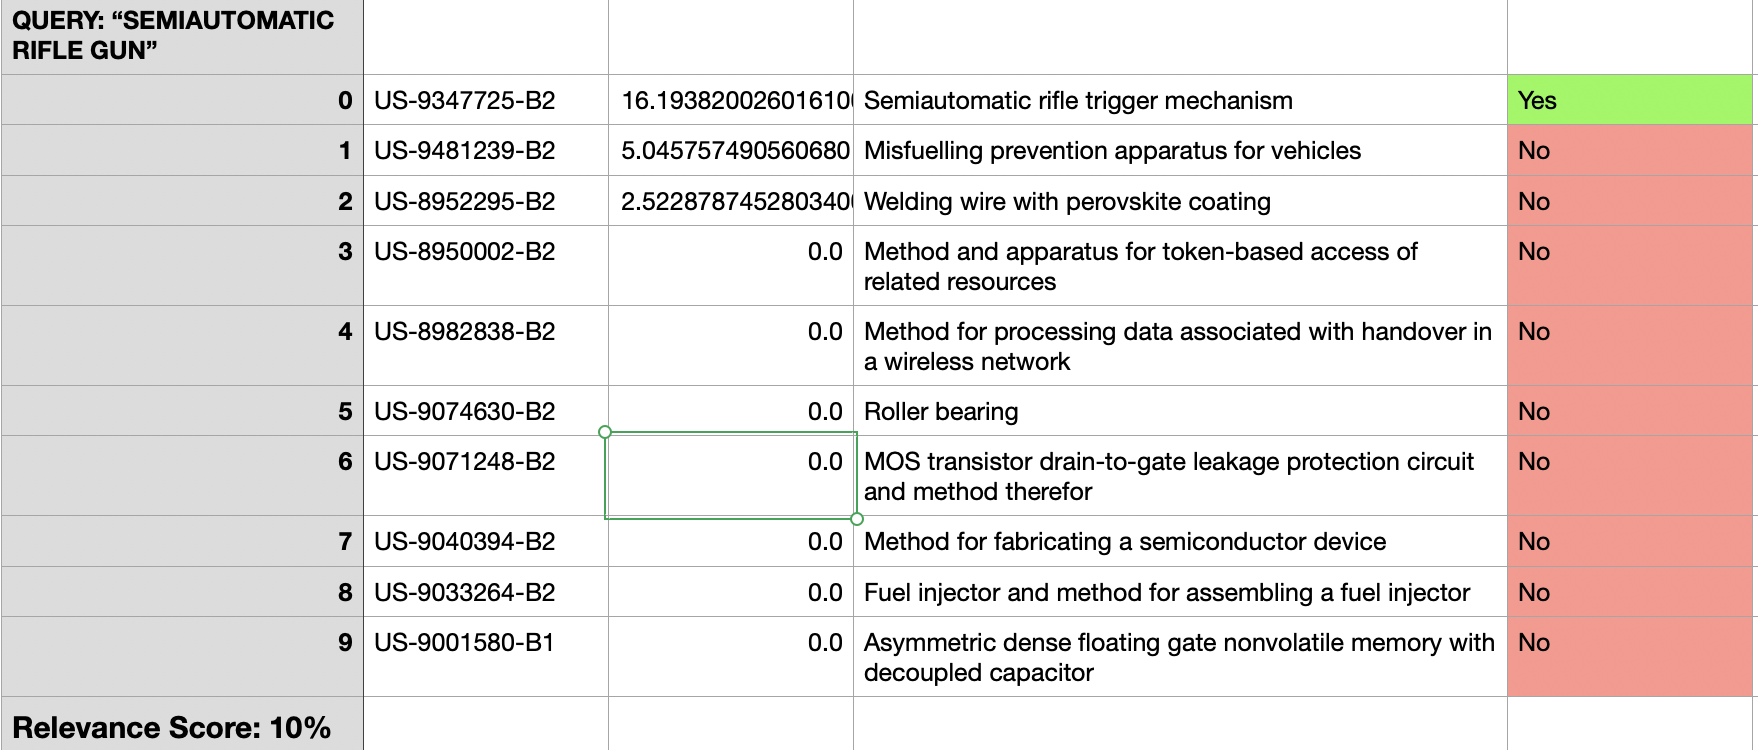 QUERY: “SEMIAUTOMATIC
RIFLE GUN”
0 US-9347725-B2 16.193820026016100 Semiautomatic rifle trigger mechanism Yes
1 US-9481239-B2 5.045757490560680 Misfuelling prevention apparatus for vehicles No
2 US-8952295-B2 2.5228787452803400 Welding wire with perovskite coating No
3 US-8950002-B2 0.0 Method and apparatus for token-based access of No
related resources
4 US-8982838-B2 0.0 Method for processing data associated with handover in No
a wireless network
5 US-9074630-B2 0.0 Roller bearing No
6 US-9071248-B2 0.0 MOS transistor drain-to-gate leakage protection circuit No
and method therefor
7 US-9040394-B2 0.0 Method for fabricating a semiconductor device No
8 US-9033264-B2 0.0 Fuel injector and method for assembling a fuel injector No
9 US-9001580-B1 0.0 Asymmetric dense floating gate nonvolatile memory with No
decoupled capacitor
Relevance Score: 10%